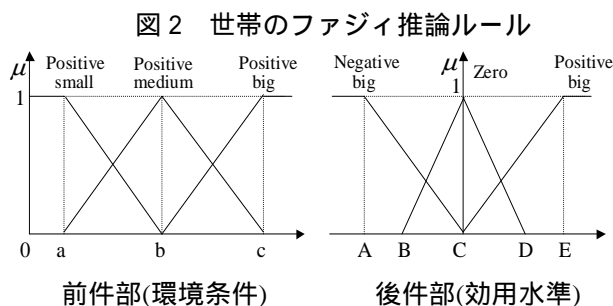 図２　世帯のファジィ推論ルール
μ
Positive small
Positive medium
Positive big
1
0
a
b
c
前件部(環境条件)
Negative big
μ
1
Zero
Positive big
A
B
C
D
E
後件部(効用水準)